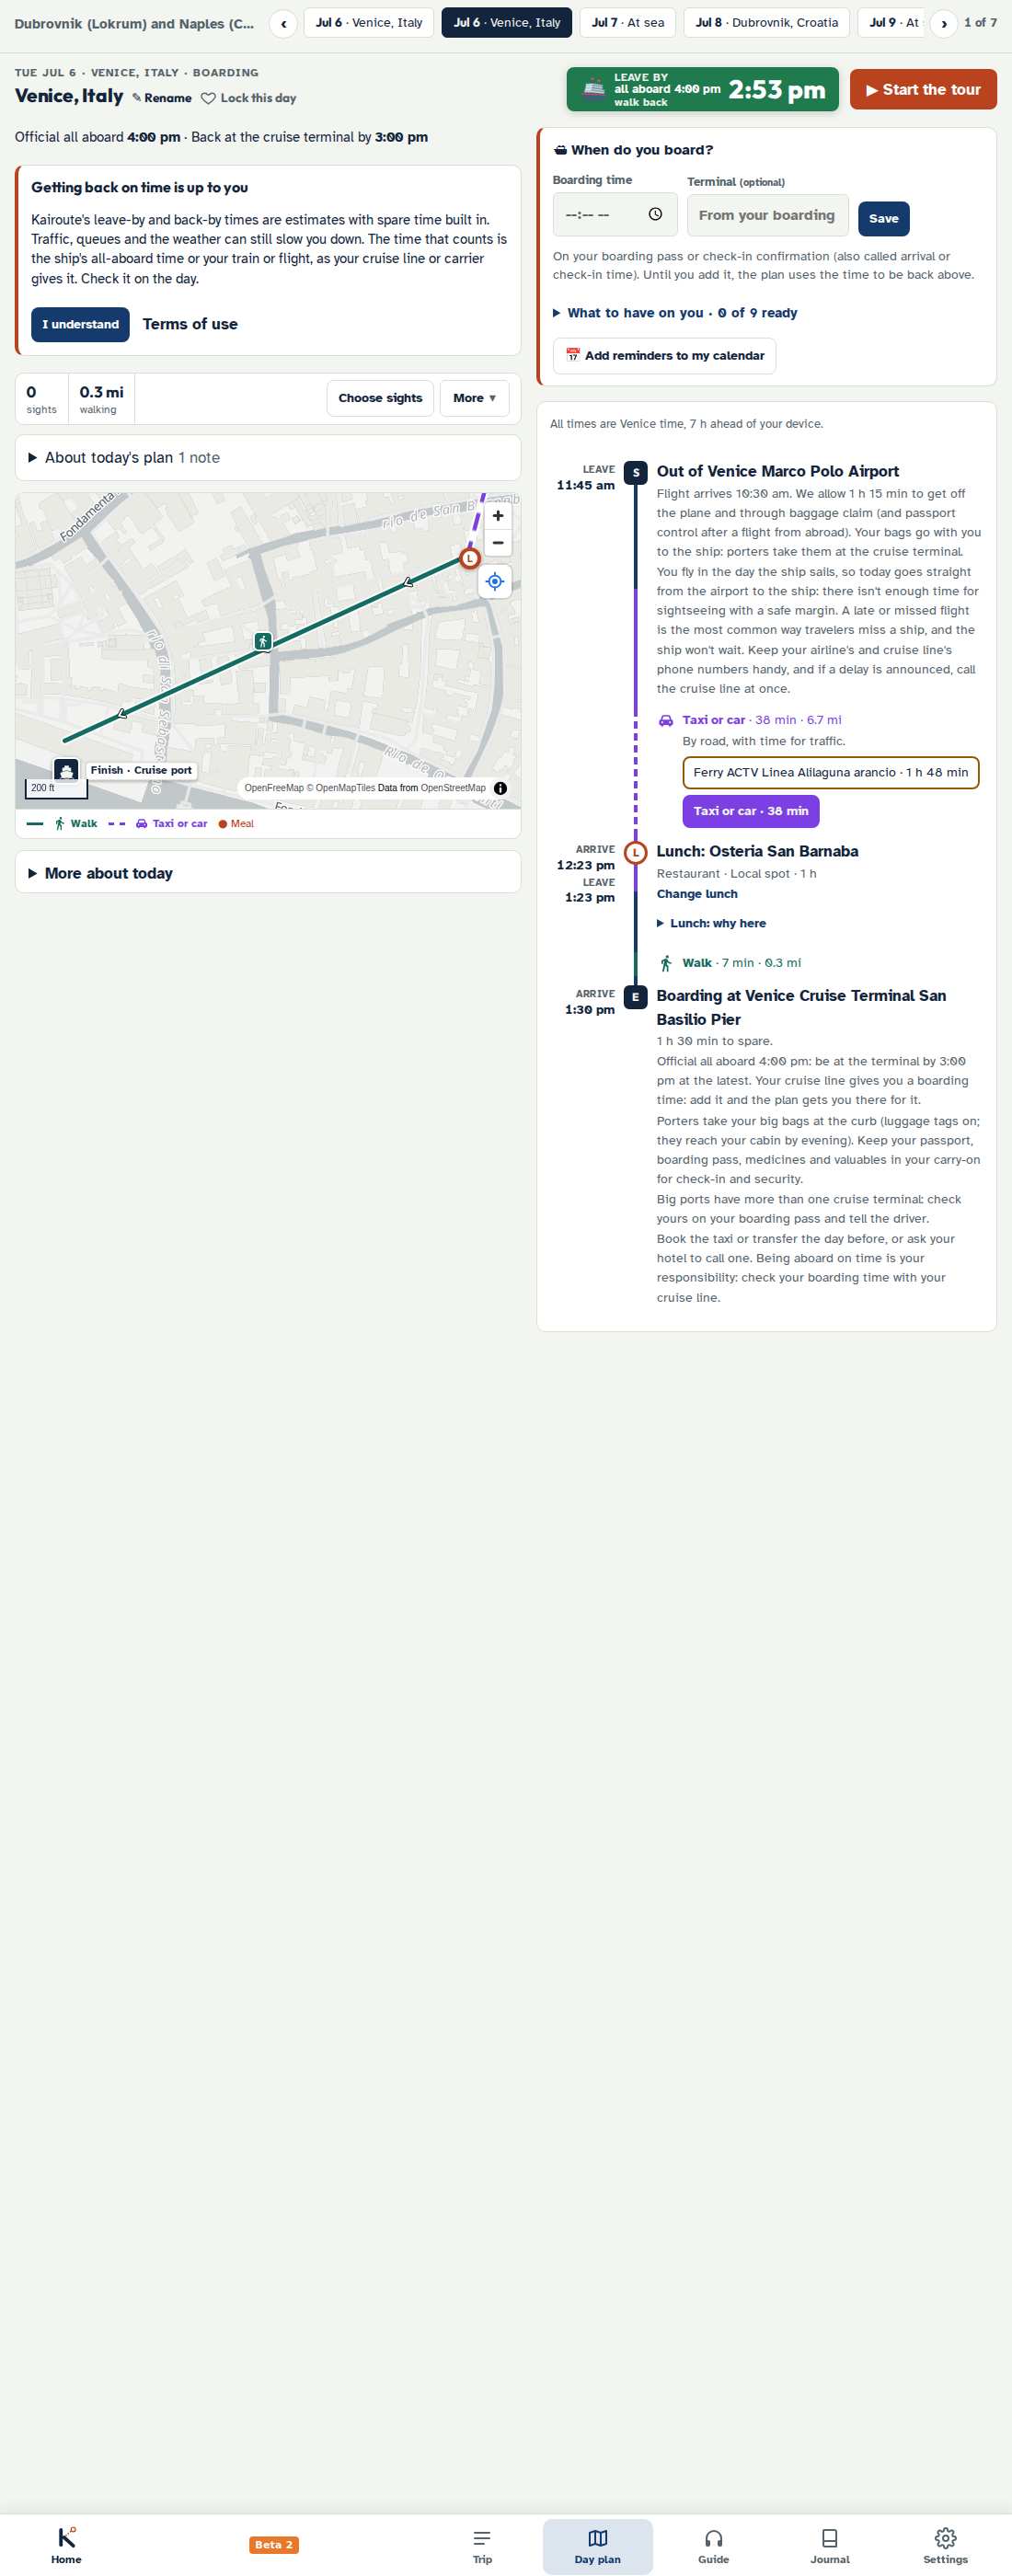 Dubrovnik (Lokrum) and Naples (C...
‹
Jul 6 · Venice, Italy
Jul 6 · Venice, Italy
Jul 7 · At sea
Jul 8 · Dubrovnik, Croatia
Jul 9 · At
›
1 of 7
TUE JUL 6 · VENICE, ITALY · BOARDING
Venice, Italy
✎ Rename
Lock this day
LEAVE BY
all aboard 4:00 pm
walk back
2:53 pm
▶ Start the tour
Official all aboard 4:00 pm · Back at the cruise terminal by 3:00 pm
Getting back on time is up to you
Kairoute's leave-by and back-by times are estimates with spare time built in.
Traffic, queues and the weather can still slow you down. The time that counts is
the ship's all-aboard time or your train or flight, as your cruise line or carrier
gives it. Check it on the day.
I understand
Terms of use
0
sights
0.3 mi
walking
Choose sights
More ▼
▶ About today's plan 1 note
Fondamenta
+
−
L
Finish · Cruise port
200 ft
OpenFreeMap © OpenMapTiles Data from OpenStreetMap
Walk
Taxi or car
Meal
▶ More about today
When do you board?
Boarding time
Terminal (optional)
--:-- --
From your boarding
Save
On your boarding pass or check-in confirmation (also called arrival or
check-in time). Until you add it, the plan uses the time to be back above.
▶ What to have on you · 0 of 9 ready
Add reminders to my calendar
All times are Venice time, 7 h ahead of your device.
LEAVE
11:45 am
S
Out of Venice Marco Polo Airport
Flight arrives 10:30 am. We allow 1 h 15 min to get off
the plane and through baggage claim (and passport
control after a flight from abroad). Your bags go with you
to the ship: porters take them at the cruise terminal.
You fly in the day the ship sails, so today goes straight
from the airport to the ship: there isn't enough time for
sightseeing with a safe margin. A late or missed flight
is the most common way travelers miss a ship, and the
ship won't wait. Keep your airline's and cruise line's
phone numbers handy, and if a delay is announced, call
the cruise line at once.
Taxi or car · 38 min · 6.7 mi
By road, with time for traffic.
Ferry ACTV Linea Alilaguna arancio · 1 h 48 min
Taxi or car · 38 min
ARRIVE
12:23 pm
LEAVE
1:23 pm
L
Lunch: Osteria San Barnaba
Restaurant · Local spot · 1 h
Change lunch
▶ Lunch: why here
Walk · 7 min · 0.3 mi
ARRIVE
1:30 pm
E
Boarding at Venice Cruise Terminal San
Basilio Pier
1 h 30 min to spare.
Official all aboard 4:00 pm: be at the terminal by 3:00
pm at the latest. Your cruise line gives you a boarding
time: add it and the plan gets you there for it.
Porters take your big bags at the curb (luggage tags on;
they reach your cabin by evening). Keep your passport,
boarding pass, medicines and valuables in your carry-on
for check-in and security.
Big ports have more than one cruise terminal: check
yours on your boarding pass and tell the driver.
Book the taxi or transfer the day before, or ask your
hotel to call one. Being aboard on time is your
responsibility: check your boarding time with your
cruise line.
Home
Beta 2
Trip
Day plan
Guide
Journal
Settings